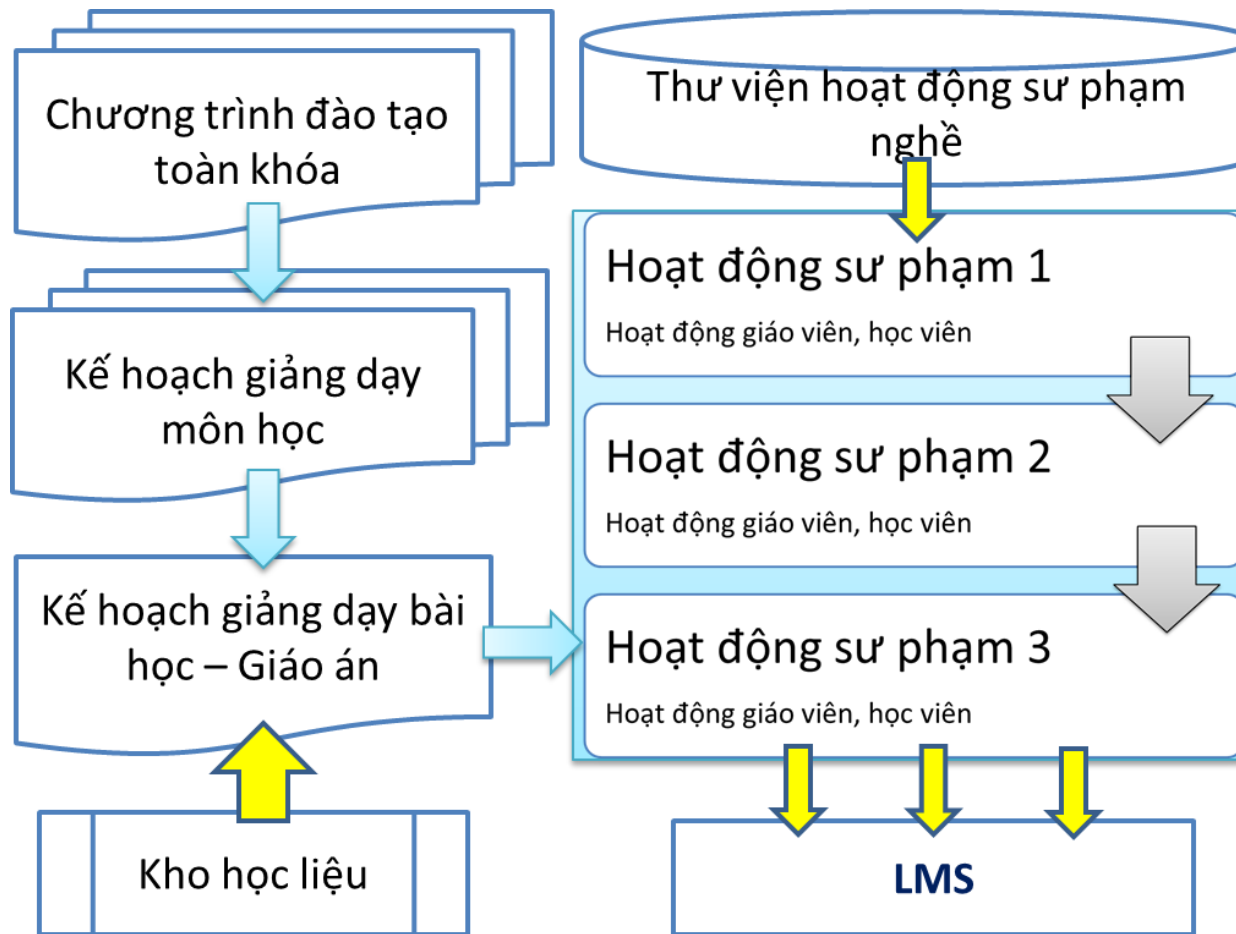 Chương trình đào tạo
toàn khóa
Kế hoạch giảng dạy
môn học
Kế hoạch giảng dạy bài
học – Giáo án
Kho học liệu
Thư viện hoạt động sư phạm
nghề
Hoạt động sư phạm 1
Hoạt động giáo viên, học viên
Hoạt động sư phạm 2
Hoạt động giáo viên, học viên
Hoạt động sư phạm 3
Hoạt động giáo viên, học viên
LMS